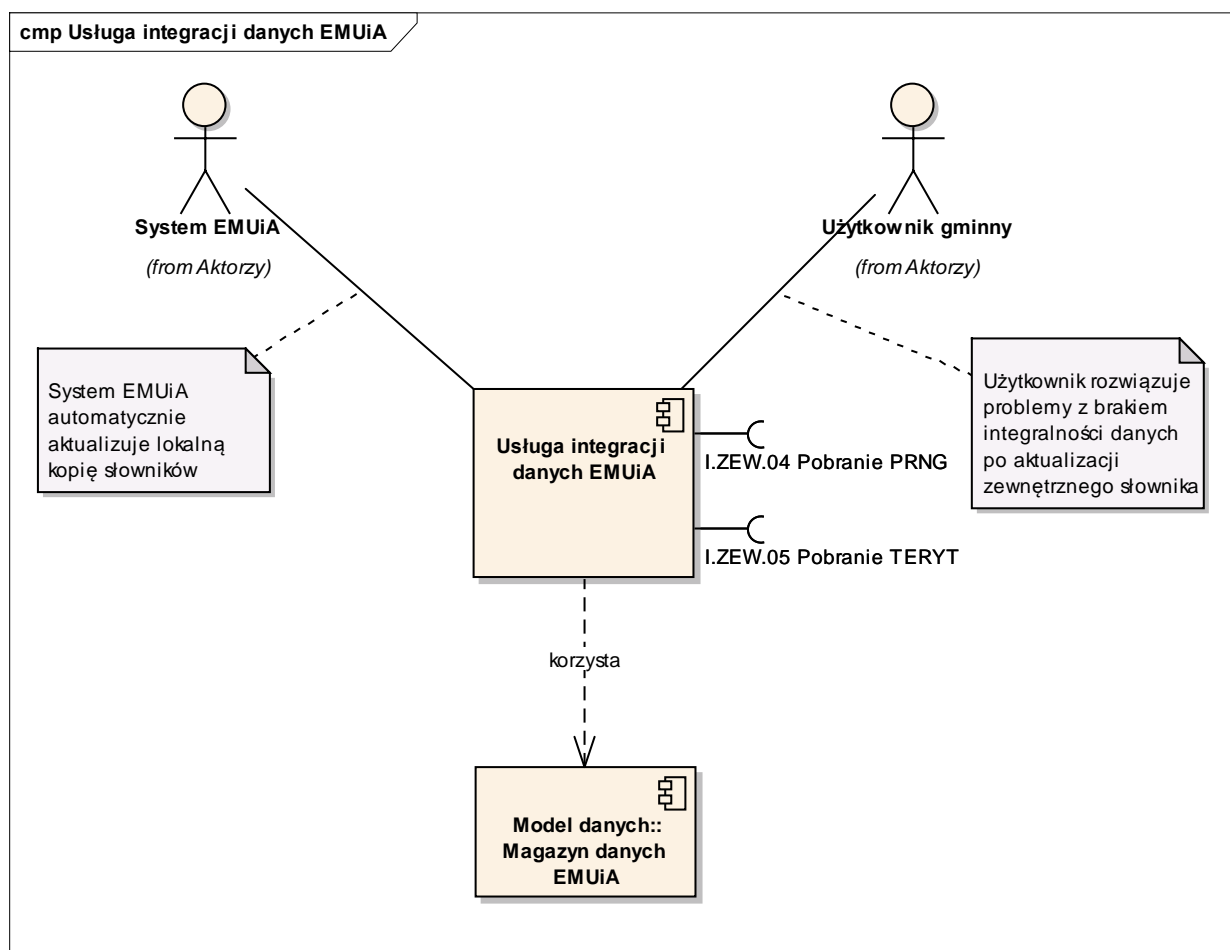 cmp Usługa integracji danych EMUiA
System EMUiA
(from Aktorzy)
Użytkownik gminny
(from Aktorzy)
System EMUiA
automatycznie
aktualizuje lokalną
kopię słowników
Użytkownik rozwiązuje
problemy z brakiem
integralności danych
po aktualizacji
zewnętrznego słownika
Usługa integracji
danych EMUiA
I.ZEW.04 Pobranie PRNG
I.ZEW.05 Pobranie TERYT
korzysta
Model danych::
Magazyn danych
EMUiA